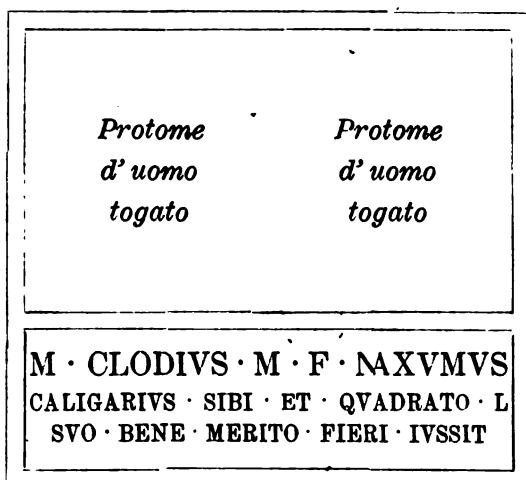 Protome
d' uomo
togato
Protome
d' uomo
togato
M · CLODIVS · M · F · MAXVMVS
CALIGARIVS · SIBI · ET · QVADRATO · L
SVO · BENE · MERITO · FIERI · IVSSIT